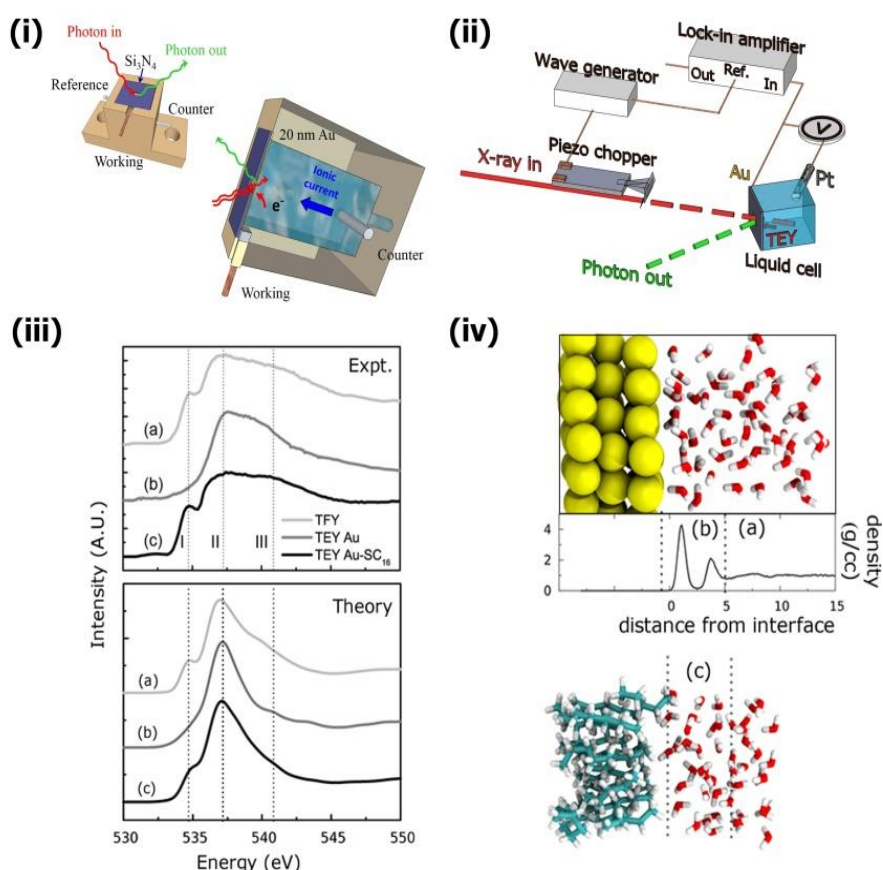 (i)
Photon in
Si3N4
Photon out
Reference
Counter
Working
20 nm Au
Ionic
current
e-
Counter
Working
(ii)
Lock-in amplifier
Out Ref. In
Wave generator
V
Piezo chopper
X-ray in
Au
Pt
TEY
Photon out
Liquid cell
(iii)
Intensity (A.U.)
Expt.
(a)
(b)
(c)
I
II
III
TFY
TEY Au
TEY Au-SC16
Theory
(a)
(b)
(c)
530 535 540 545 550
Energy (eV)
(iv)
4
2
0
(b)
(a)
density
(g/cc)
0 5 10 15
distance from interface
(c)